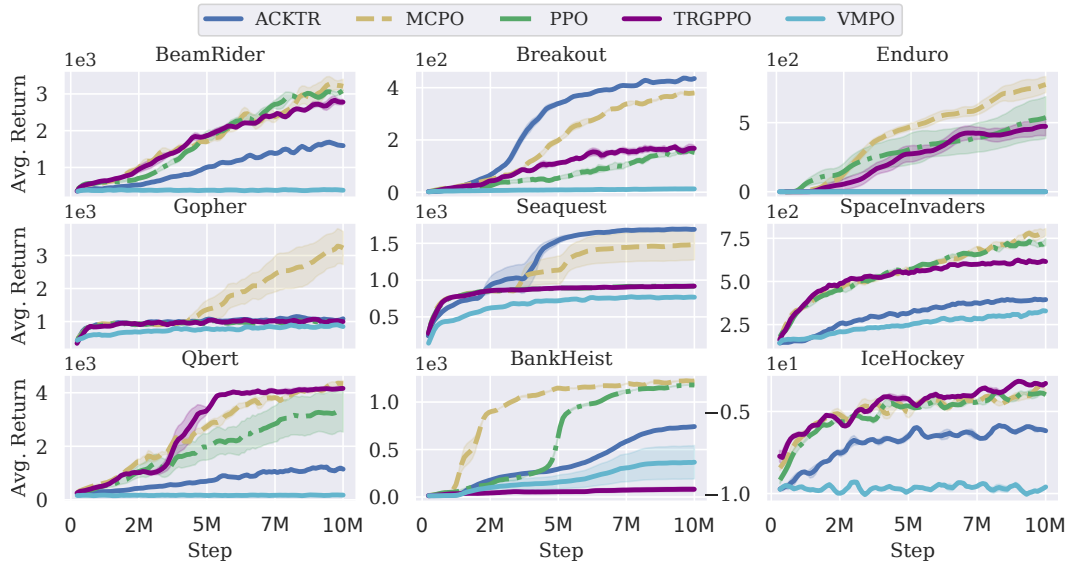 ACKTR MCPO PPO TRGPPO VMPO
BeamRider Breakout Enduro
1e3 1e2 1e2
Avg. Return
3
2
1
4
2
0
5
0
Gopher Seaquest SpaceInvaders
1e3 1e3 1e2
Avg. Return
3
2
1
1.5
1.0
0.5
7.5
5.0
2.5
Qbert BankHeist IceHockey
1e3 1e3 1e1
Avg. Return
4
2
0
1.0
0.5
0.0
−0.5
−1.0
0 2M 5M 7M 10M 0 2M 5M 7M 10M 0 2M 5M 7M 10M
Step Step Step